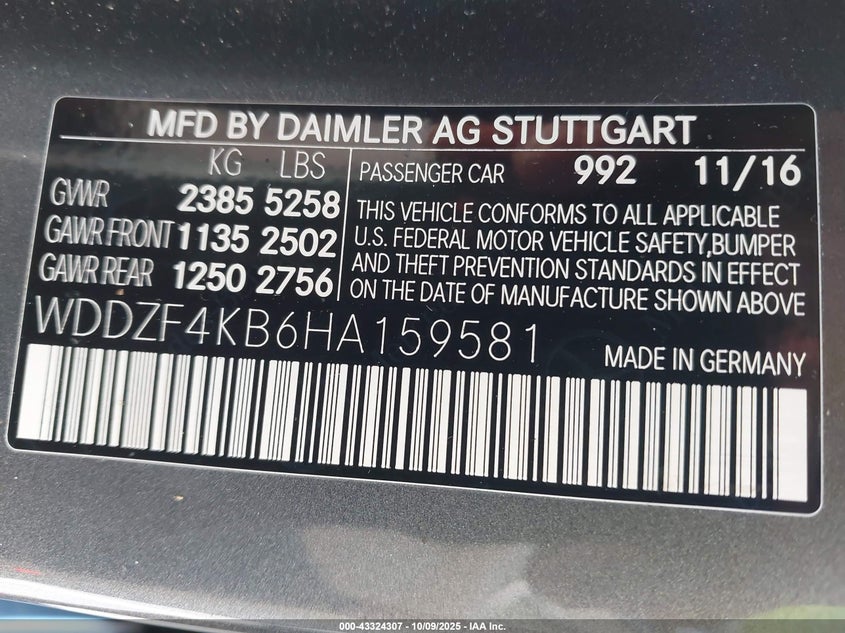 MFD BY DAIMLER AG STUTTGART
KG LBS
GVWR 2385 5258
GAWR FRONT 1135 2502
GAWR REAR 1250 2756
PASSENGER CAR 992 11/16
THIS VEHICLE CONFORMS TO ALL APPLICABLE
U.S. FEDERAL MOTOR VEHICLE SAFETY,BUMPER
AND THEFT PREVENTION STANDARDS IN EFFECT
ON THE DATE OF MANUFACTURE SHOWN ABOVE
WDDZF4KB6HA159581
MADE IN GERMANY
000-43324307 - 10/09/2025 - IAA Inc.